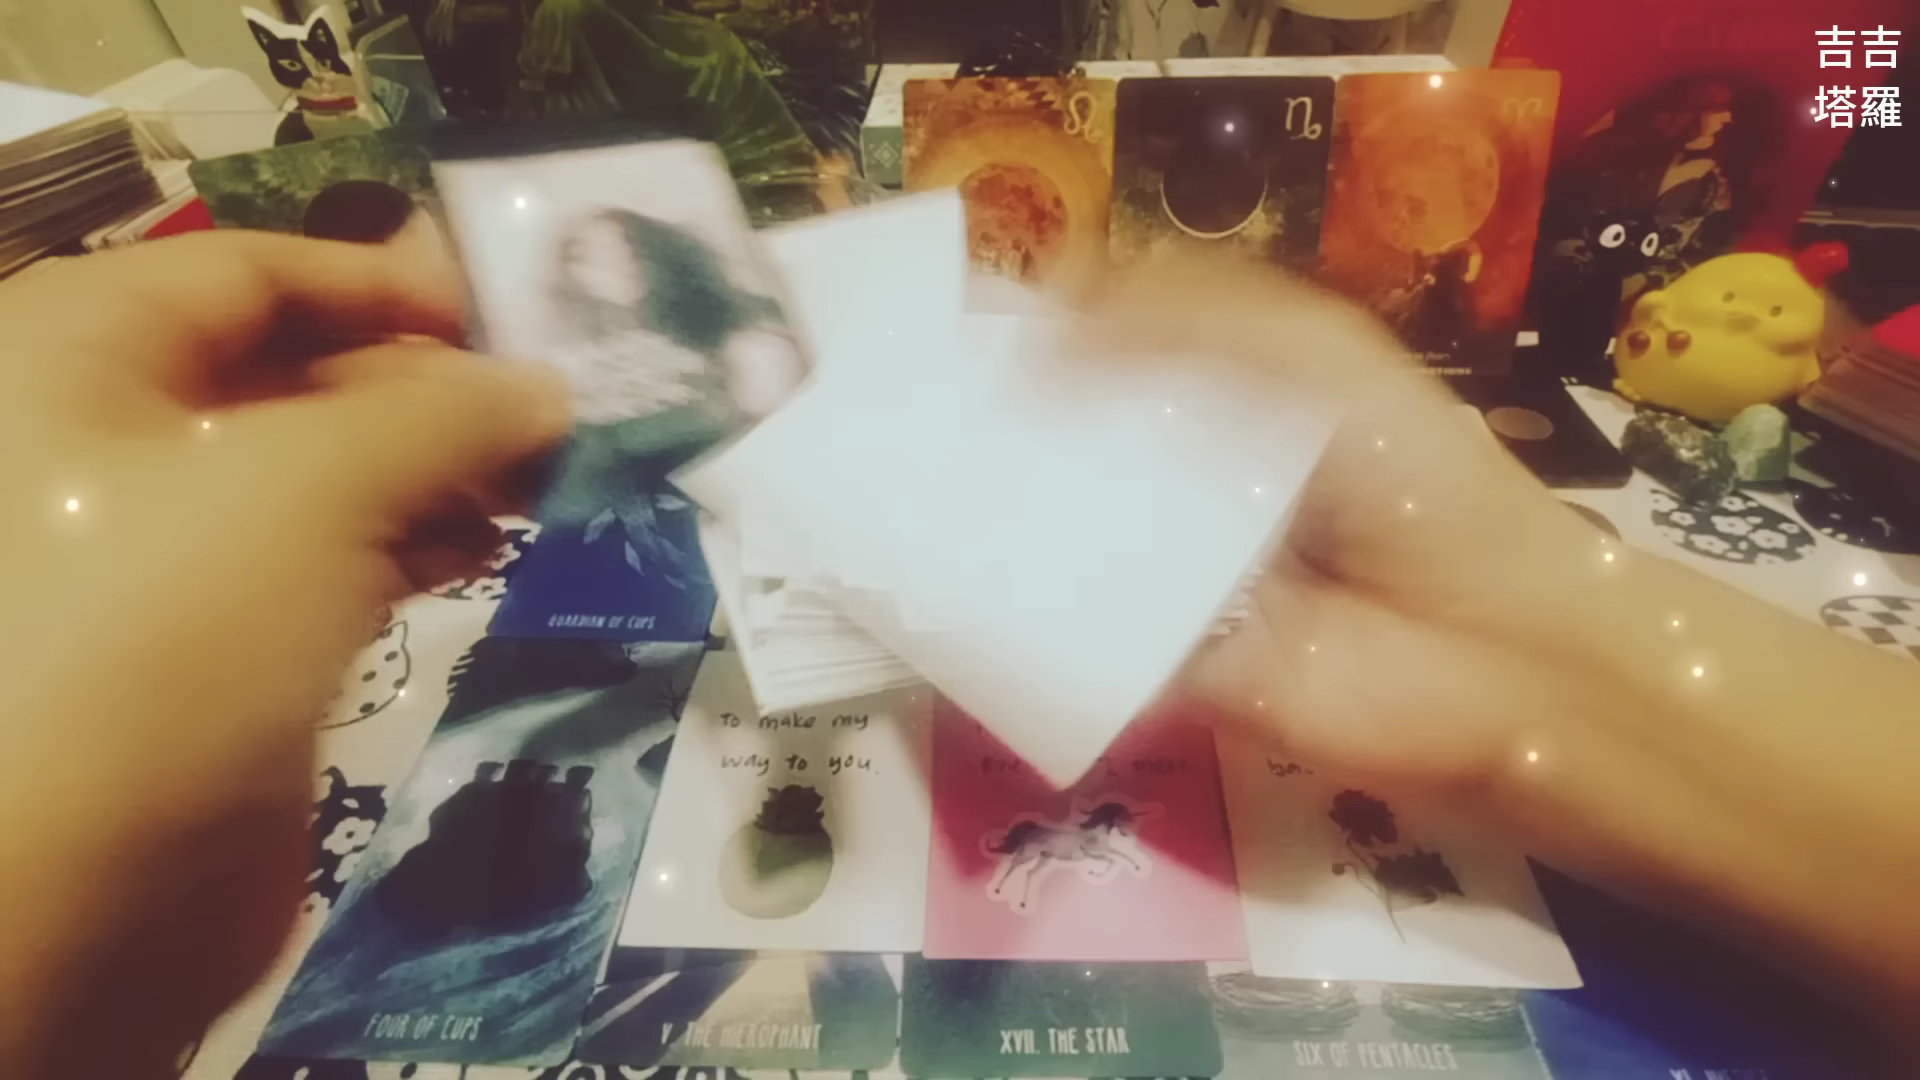 吉吉
塔羅
GUARDIAN OF CUPS
To make my
way to you.
FOUR OF CUPS
V. THE HIEROPHANT
XVII. THE STAR
SIX OF PENTACLES